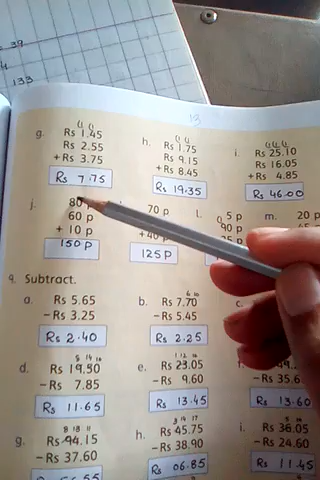 39
133
13
g. Rs 1.45
Rs 2.55
+ Rs 3.75
Rs 7.75
h. Rs 1.75
Rs 9.15
+ Rs 8.45
Rs 19.35
i. Rs 25.10
Rs 16.05
+ Rs 4.85
Rs 46.00
j.
60 p
+ 10 p
150 P
70 p
125 P
l. 5 p
90 p
m. 20 p
9. Subtract.
a. Rs 5.65
− Rs 3.25
Rs 2.40
b. Rs 7.70
− Rs 5.45
Rs 2.25
c.
d. Rs 19.50
− Rs 7.85
Rs 11.65
e. Rs 23.05
− Rs 9.60
Rs 13.45
− Rs 35.6
Rs 13.60
g. Rs 94.15
− Rs 37.60
h. Rs 45.75
− Rs 38.90
Rs 06.85
i. Rs 36.05
− Rs 24.60
Rs 11.45